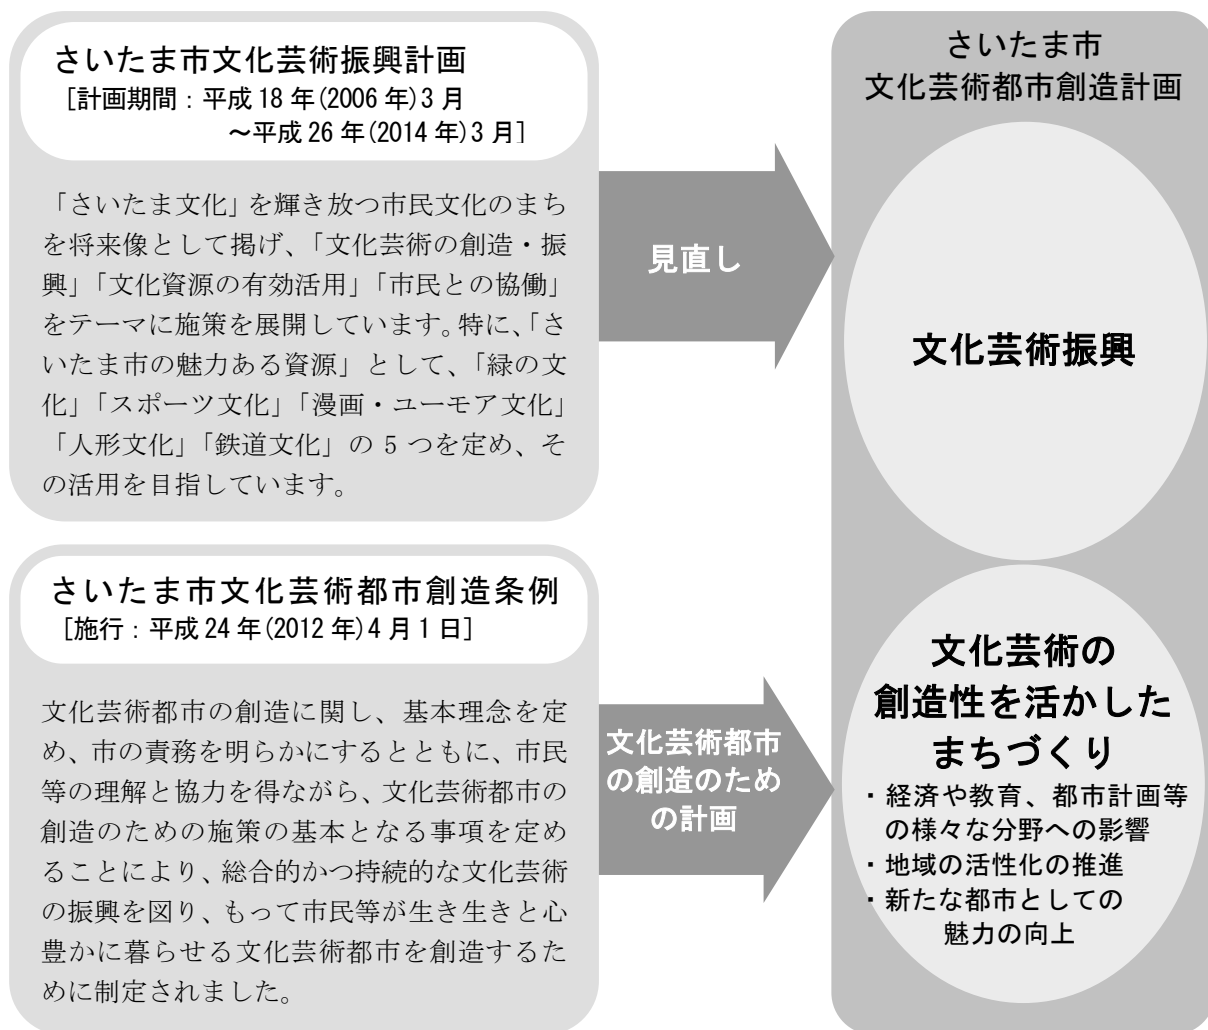 さいたま市文化芸術振興計画
［計画期間：平成 18 年(2006 年)3 月
～平成 26 年(2014 年)3 月］
「さいたま文化」を輝き放つ市民文化のまち
を将来像として掲げ、「文化芸術の創造・振
興」「文化資源の有効活用」「市民との協働」
をテーマに施策を展開しています。特に、「さ
いたま市の魅力ある資源」として、「緑の文
化」「スポーツ文化」「漫画・ユーモア文化」
「人形文化」「鉄道文化」の 5 つを定め、そ
の活用を目指しています。
見直し
さいたま市文化芸術都市創造条例
［施行：平成 24 年(2012 年)4 月 1 日］
文化芸術都市の創造に関し、基本理念を定
め、市の責務を明らかにするとともに、市民
等の理解と協力を得ながら、文化芸術都市の
創造のための施策の基本となる事項を定め
ることにより、総合的かつ持続的な文化芸術
の振興を図り、もって市民等が生き生きと心
豊かに暮らせる文化芸術都市を創造するた
めに制定されました。
文化芸術都市
の創造のため
の計画
さいたま市
文化芸術都市創造計画
文化芸術振興
文化芸術の
創造性を活かした
まちづくり
・経済や教育、都市計画等
の様々な分野への影響
・地域の活性化の推進
・新たな都市としての
魅力の向上